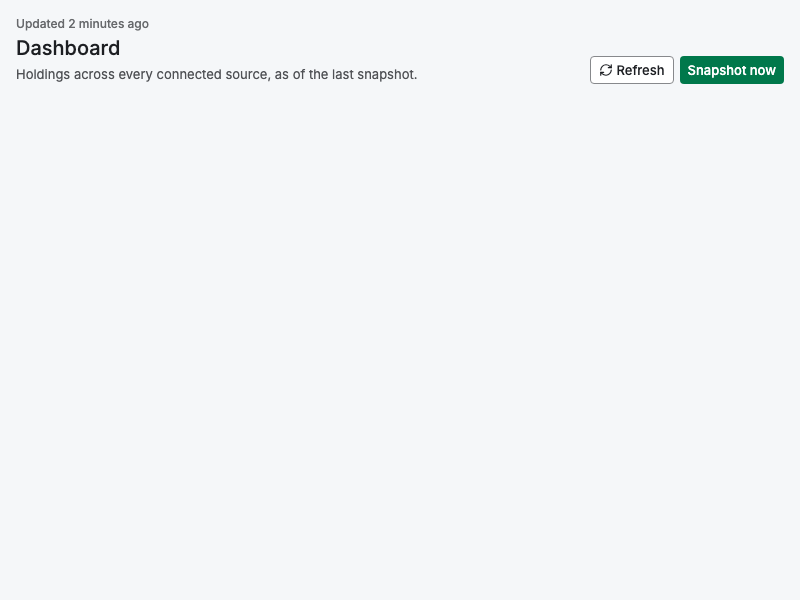 Updated 2 minutes ago
Dashboard
Holdings across every connected source, as of the last snapshot.
Refresh
Snapshot now